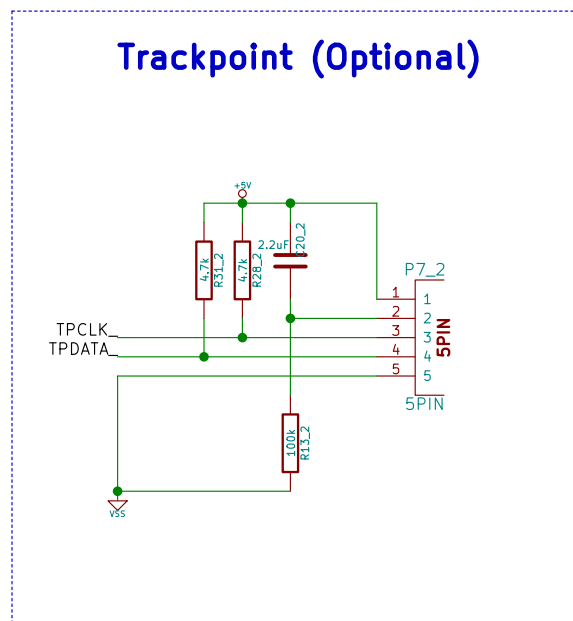 Trackpoint (Optional)
+5V
4.7k
R31_2
4.7k
R28_2
2.2uF
C20_2
P7_2
1 1
2 2
3 3
4 4
5 5
5PIN
5PIN
TPCLK_
TPDATA_
100k
R13_2
VSS